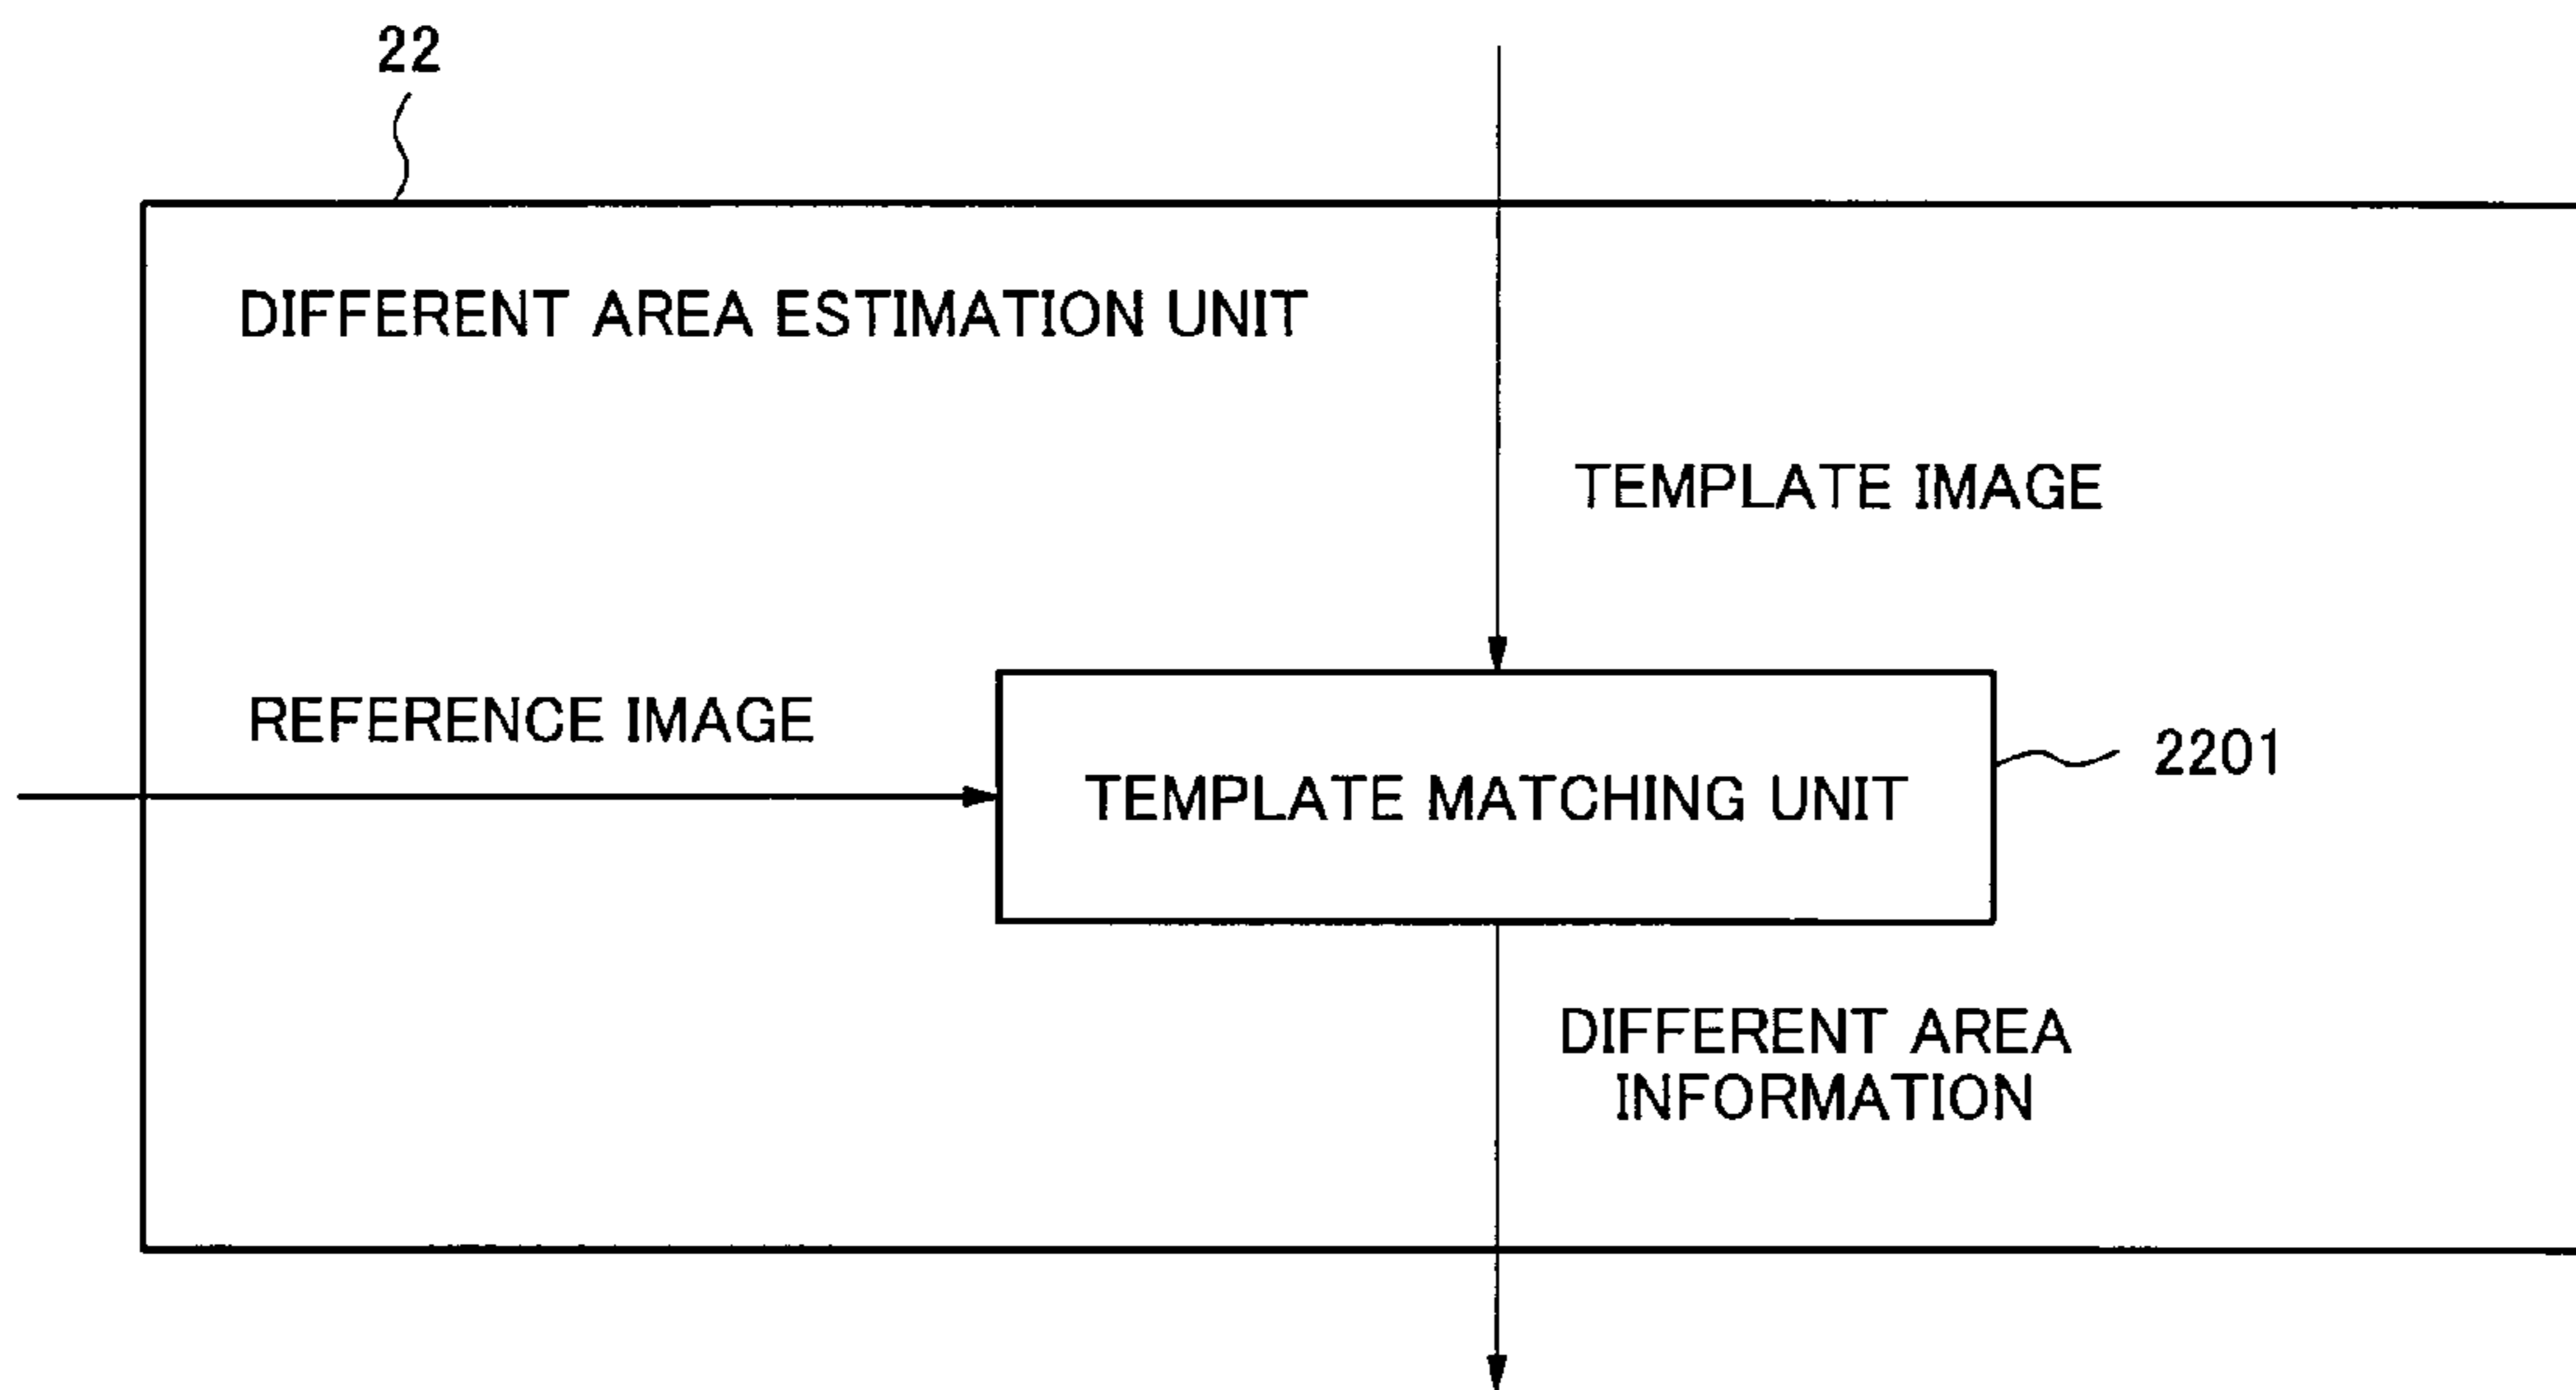 22
DIFFERENT AREA ESTIMATION UNIT
TEMPLATE IMAGE
REFERENCE IMAGE
TEMPLATE MATCHING UNIT
2201
DIFFERENT AREA
INFORMATION